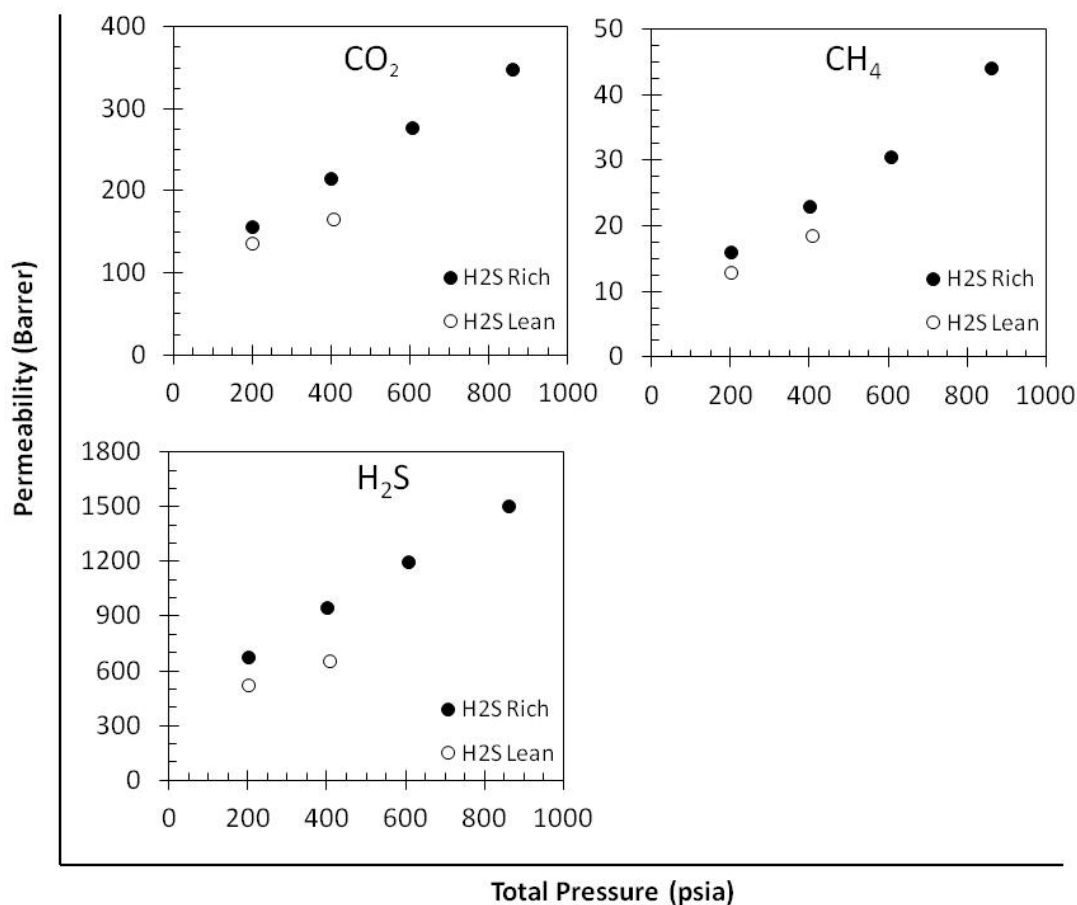 CO2
400
300
200
100
0
H2S Rich
H2S Lean
0 200 400 600 800 1000
CH4
50
40
30
20
10
0
H2S Rich
H2S Lean
0 200 400 600 800 1000
H2S
1800
1500
1200
900
600
300
0
H2S Rich
H2S Lean
0 200 400 600 800 1000
Permeability (Barrer)
Total Pressure (psia)